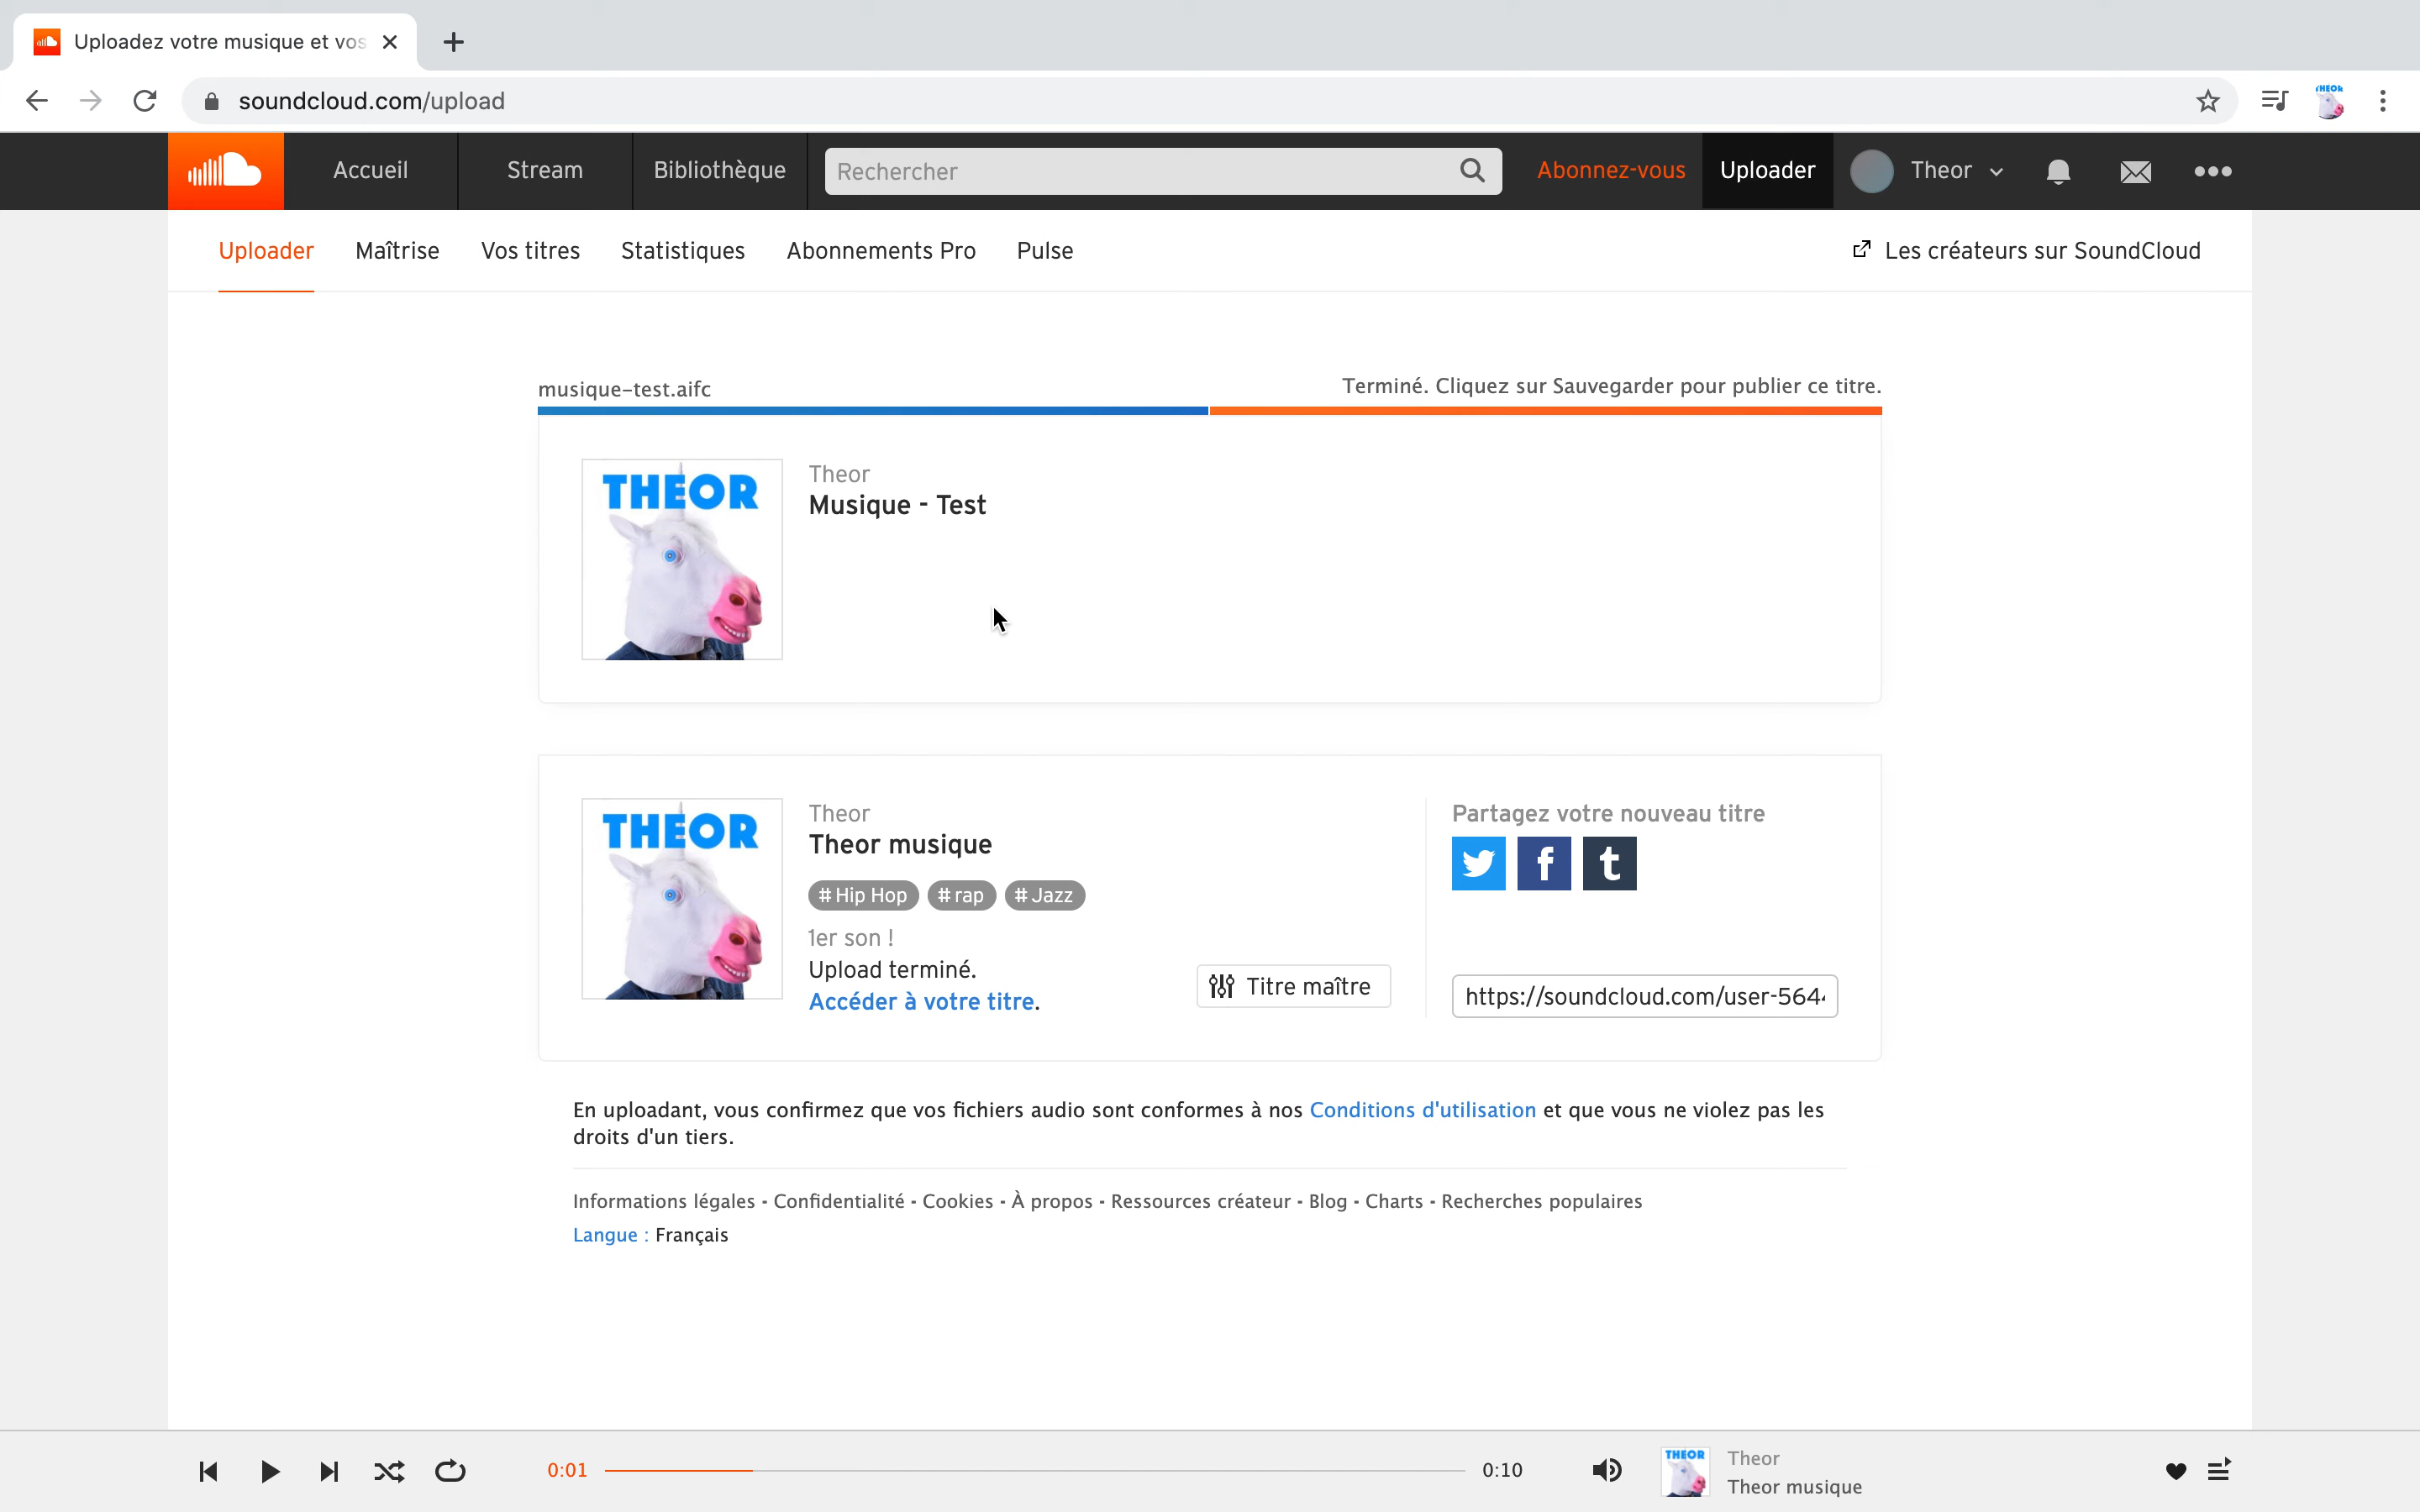 Uploadez votre musique et vos
soundcloud.com/upload
THEOR
Accueil
Stream
Bibliothèque
Rechercher
Abonnez-vous
Uploader
Theor
Uploader
Maîtrise
Vos titres
Statistiques
Abonnements Pro
Pulse
Les créateurs sur SoundCloud
musique-test.aifc
Terminé. Cliquez sur Sauvegarder pour publier ce titre.
THEOR
Theor
Musique - Test
THEOR
Theor
Theor musique
# Hip Hop
# rap
# Jazz
1er son !
Upload terminé.
Accéder à votre titre.
Titre maître
Partagez votre nouveau titre
f
t
https://soundcloud.com/user-564
En uploadant, vous confirmez que vos fichiers audio sont conformes à nos Conditions d'utilisation et que vous ne violez pas les
droits d'un tiers.
Informations légales - Confidentialité - Cookies - À propos - Ressources créateur - Blog - Charts - Recherches populaires
Langue : Français
0:01
0:10
THEOR
Theor
Theor musique